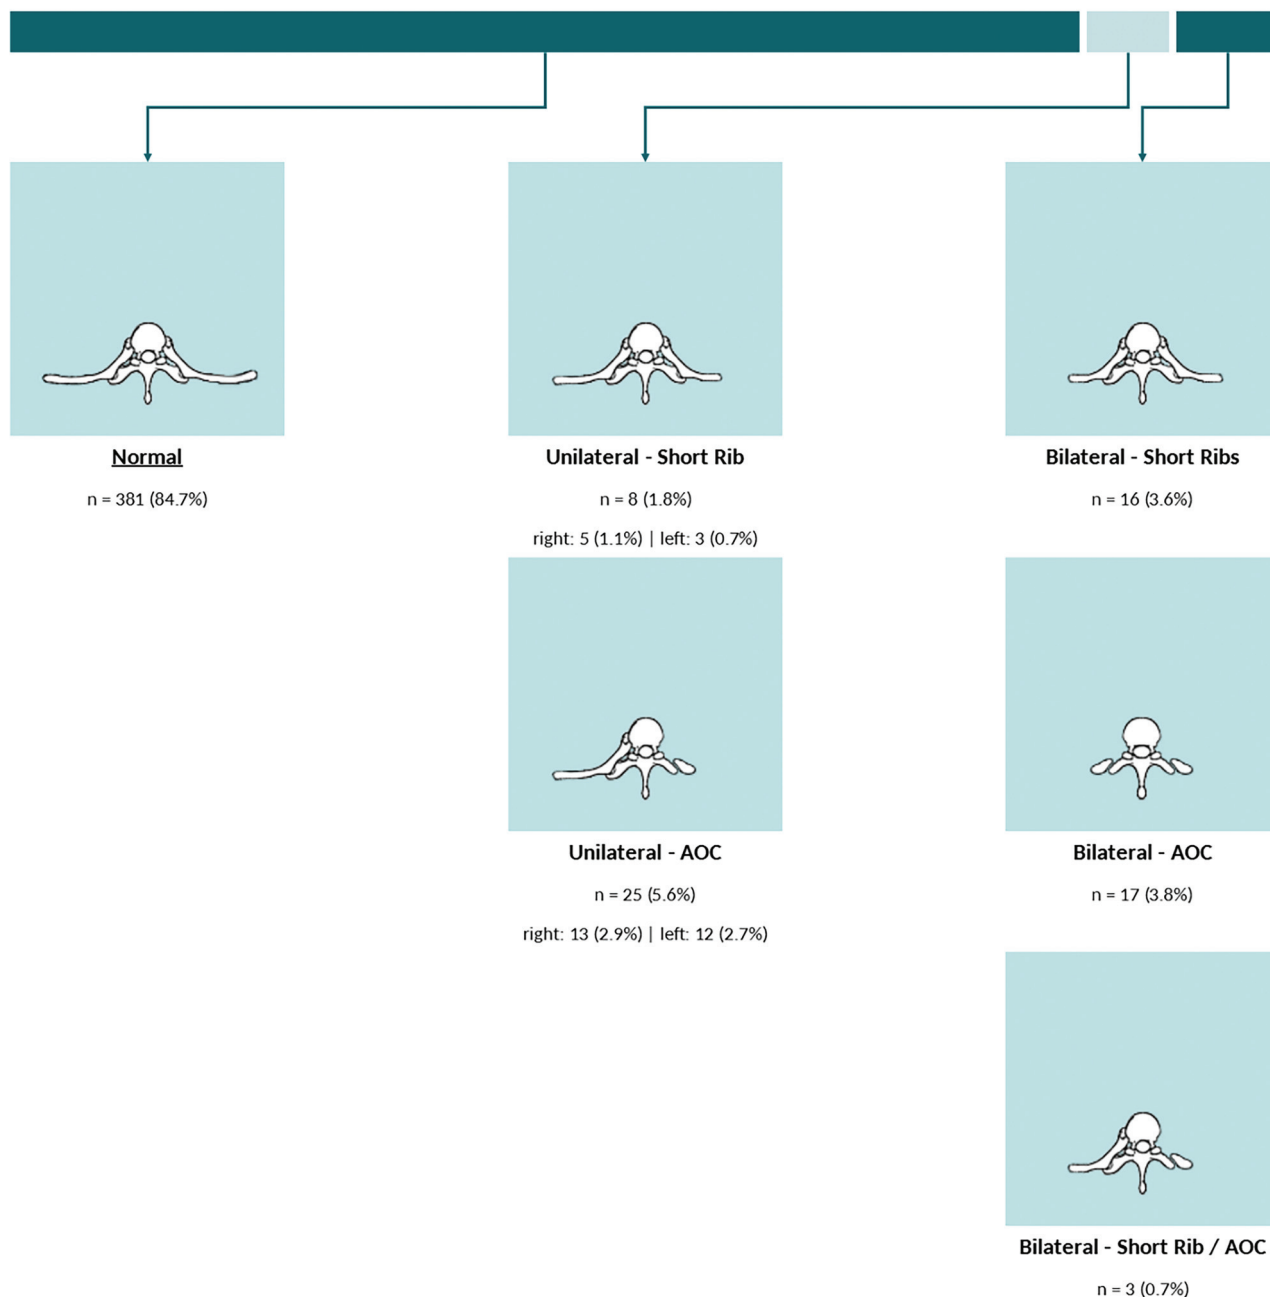 Normal
n = 381 (84.7%)
Unilateral - Short Rib
n = 8 (1.8%)
right: 5 (1.1%) | left: 3 (0.7%)
Bilateral - Short Ribs
n = 16 (3.6%)
Unilateral - AOC
n = 25 (5.6%)
right: 13 (2.9%) | left: 12 (2.7%)
Bilateral - AOC
n = 17 (3.8%)
Bilateral - Short Rib / AOC
n = 3 (0.7%)